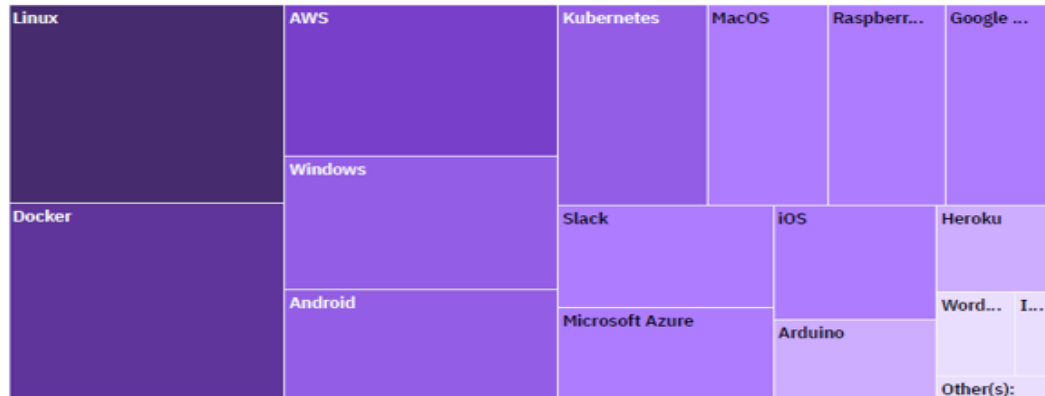 Linux
AWS
Kubernetes
MacOS
Raspberr...
Google ...
Windows
Docker
Slack
iOS
Heroku
Android
Word...
I...
Microsoft Azure
Arduino
Other(s):